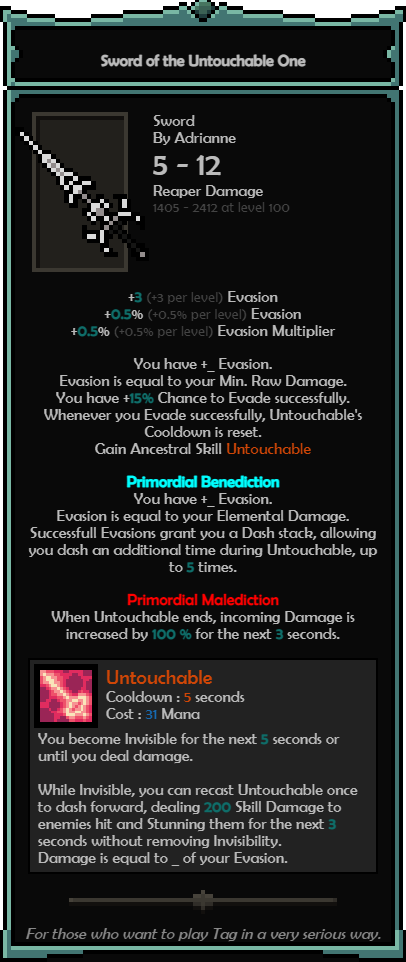 Sword of the Untouchable One
Sword
By Adrianne
5 - 12
Reaper Damage
1405 - 2412 at level 100
+3 (+3 per level) Evasion
+0.5% (+0.5% per level) Evasion
+0.5% (+0.5% per level) Evasion Multiplier
You have +_ Evasion.
Evasion is equal to your Min. Raw Damage.
You have +15% Chance to Evade successfully.
Whenever you Evade successfully, Untouchable's
Cooldown is reset.
Gain Ancestral Skill Untouchable
Primordial Benediction
You have +_ Evasion.
Evasion is equal to your Elemental Damage.
Successfull Evasions grant you a Dash stack, allowing
you dash an additional time during Untouchable, up
to 5 times.
Primordial Malediction
When Untouchable ends, incoming Damage is
increased by 100 % for the next 3 seconds.
Untouchable
Cooldown : 5 seconds
Cost : 31 Mana
You become Invisible for the next 5 seconds or
until you deal damage.
While Invisible, you can recast Untouchable once
to dash forward, dealing 200 Skill Damage to
enemies hit and Stunning them for the next 3
seconds without removing Invisibility.
Damage is equal to _ of your Evasion.
For those who want to play Tag in a very serious way.